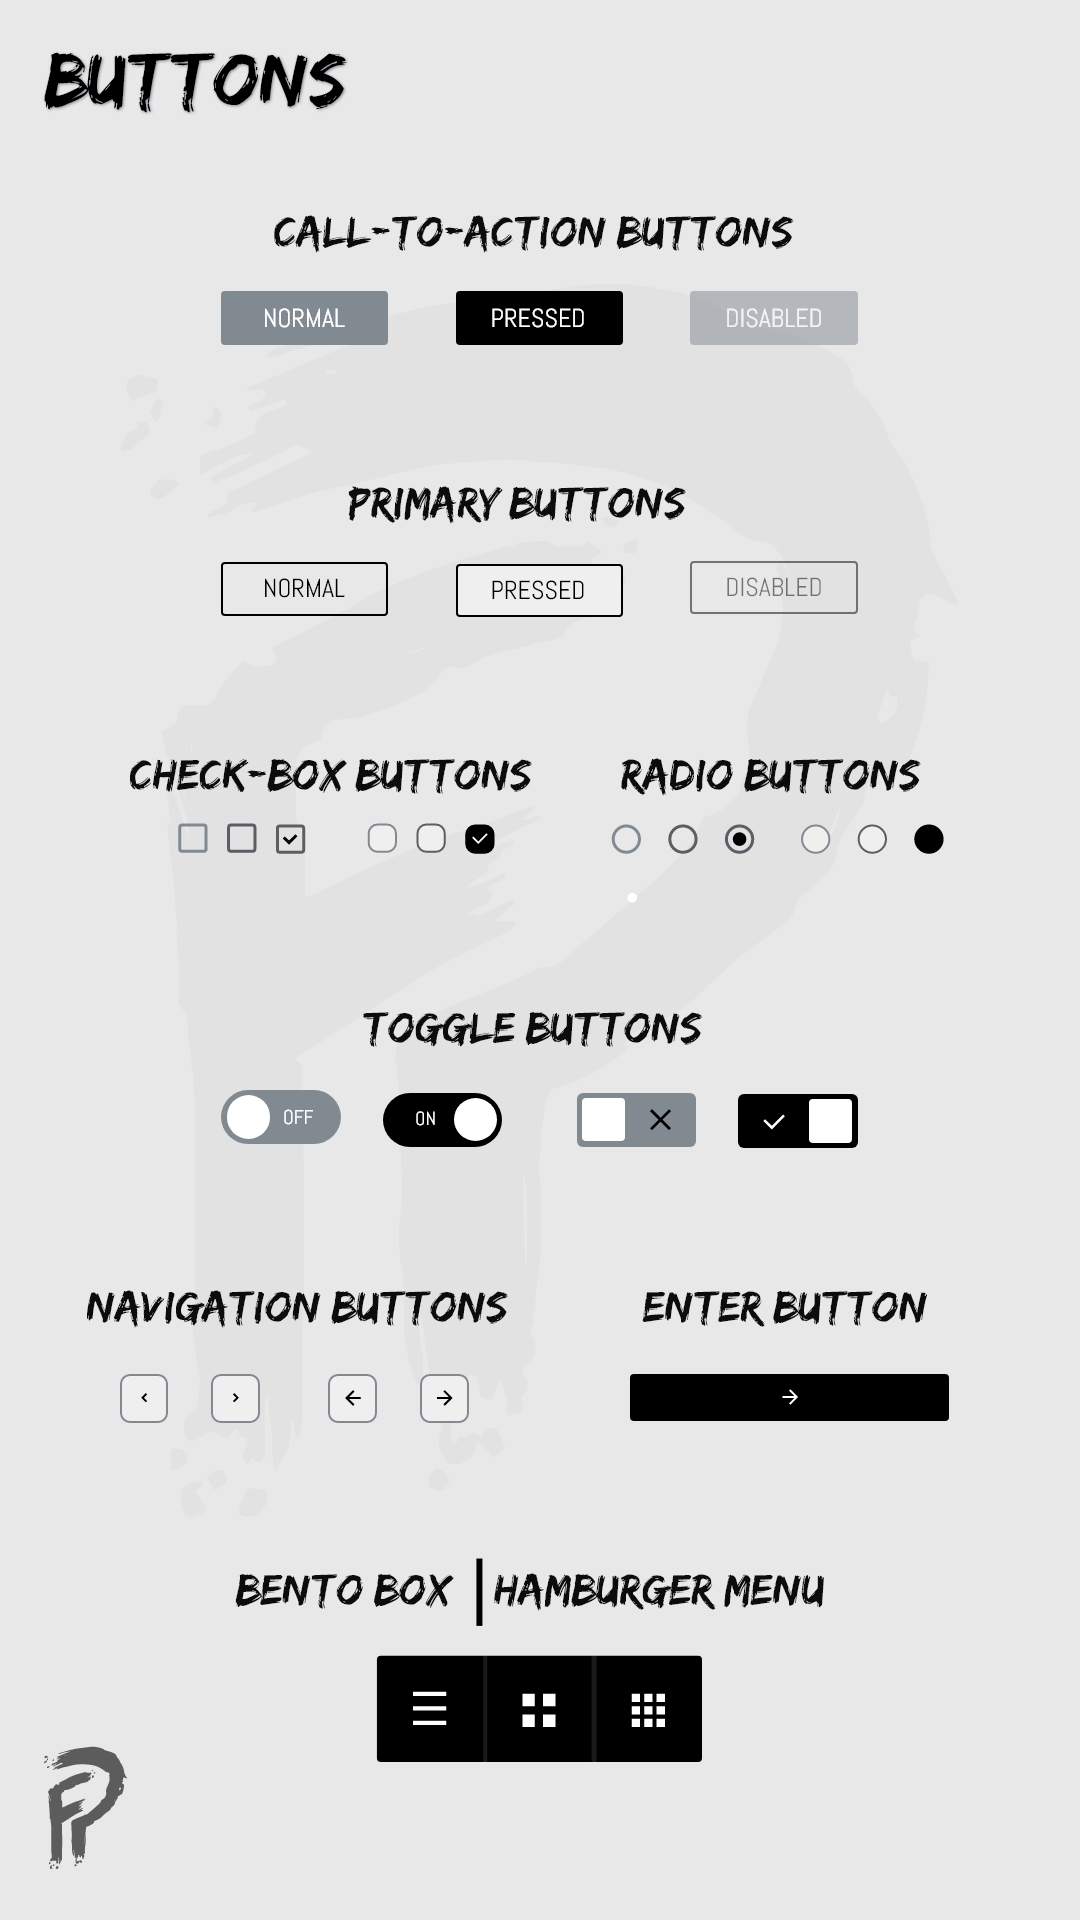 BUTTONS
CALL-TO-ACTION BUTTONS
NORMAL PRESSED DISABLED
PRIMARY BUTTONS
NORMAL PRESSED DISABLED
CHECK-BOX BUTTONS RADIO BUTTONS
TOGGLE BUTTONS
OFF ON
NAVIGATION BUTTONS ENTER BUTTON
BENTO BOX HAMBURGER MENU